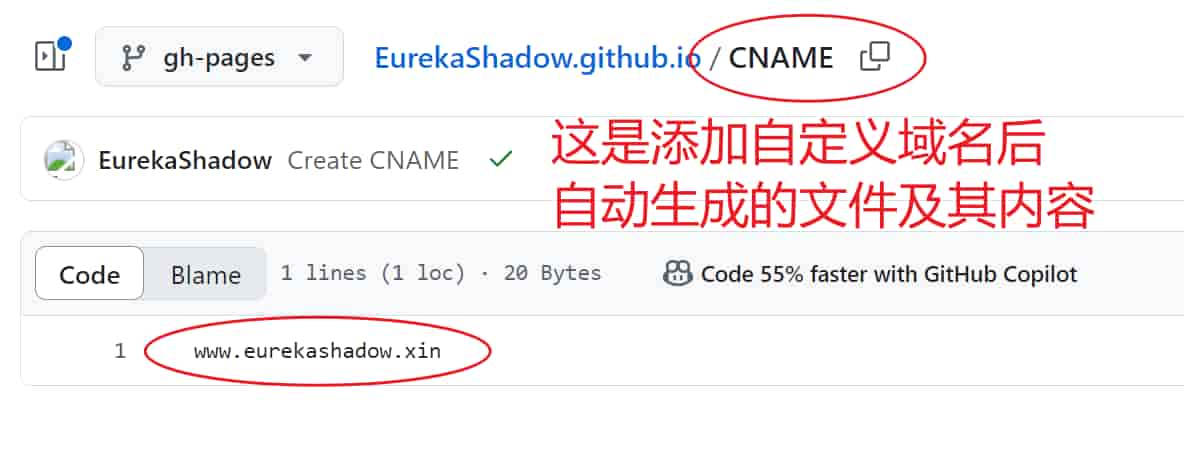 gh-pages
EurekaShadow.github.io / CNAME
EurekaShadow Create CNAME
这是添加自定义域名后
自动生成的文件及其内容
Code Blame 1 lines (1 loc) · 20 Bytes Code 55% faster with GitHub Copilot
1 www.eurekashadow.xin